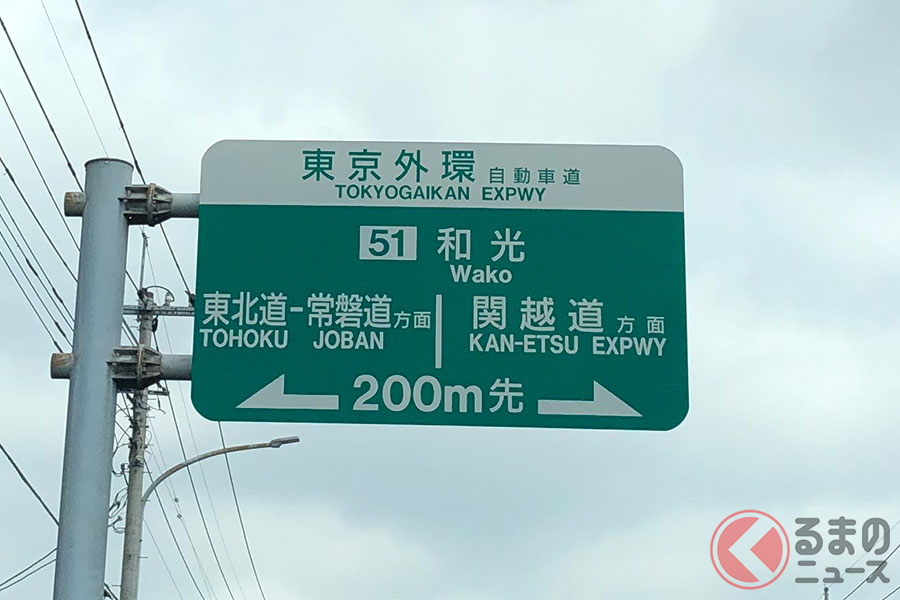 東京外環 自動車道
TOKYOGAIKAN EXPWY
51 和光
Wako
東北道-常磐道方面
TOHOKU JOBAN
関越道 方面
KAN-ETSU EXPWY
200m先
くるまの
ニュース